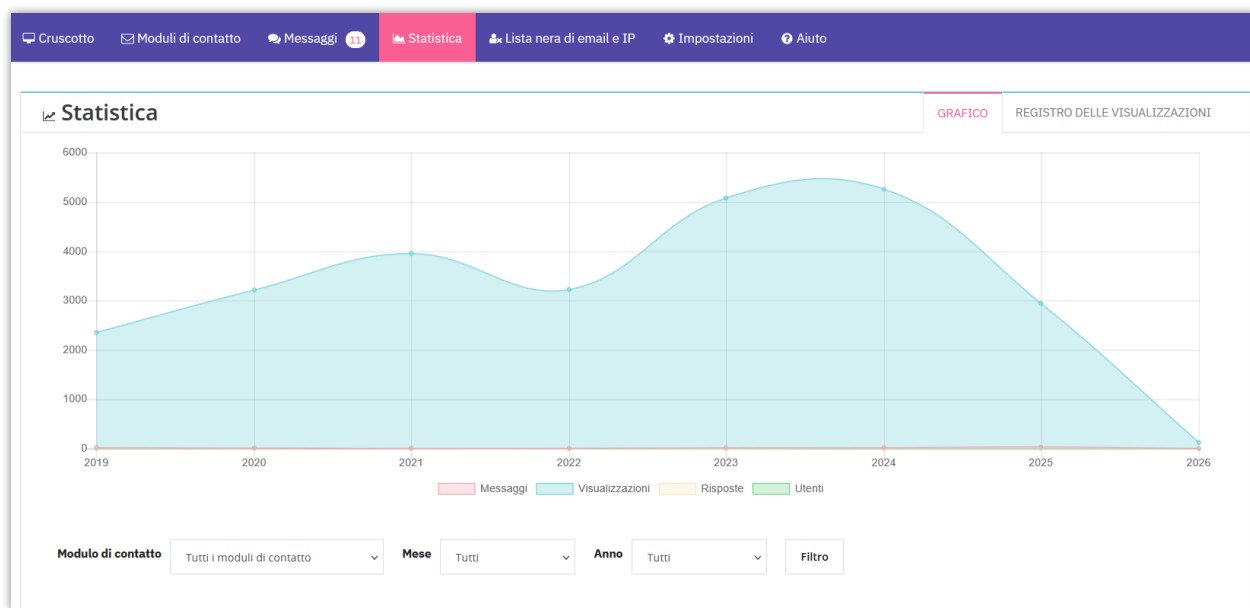 Cruscotto Moduli di contatto Messaggi 11 Statistica Lista nera di email e IP Impostazioni Aiuto
Statistica GRAFICO REGISTRO DELLE VISUALIZZAZIONI
6000
5000
4000
3000
2000
1000
0
2019 2020 2021 2022 2023 2024 2025 2026
Messaggi Visualizzazioni Risposte Utenti
Modulo di contatto Tutti i moduli di contatto Mese Tutti Anno Tutti Filtro